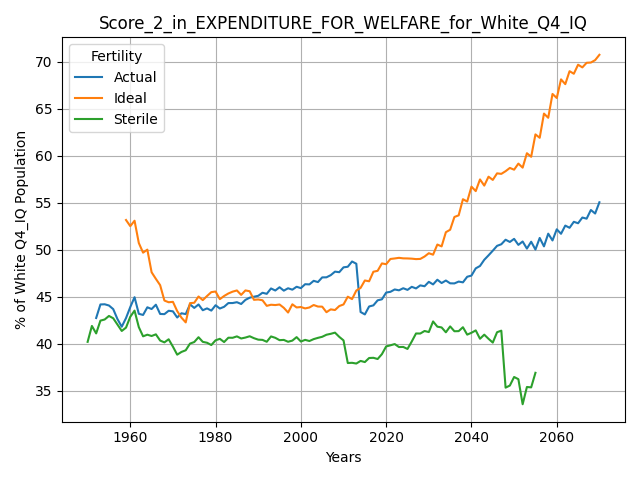 Score_2_in_EXPENDITURE_FOR_WELFARE_for_White_Q4_IQ
Fertility
Actual
Ideal
Sterile
% of White Q4_IQ Population
70
65
60
55
50
45
40
35
1960
1980
2000
2020
2040
2060
Years